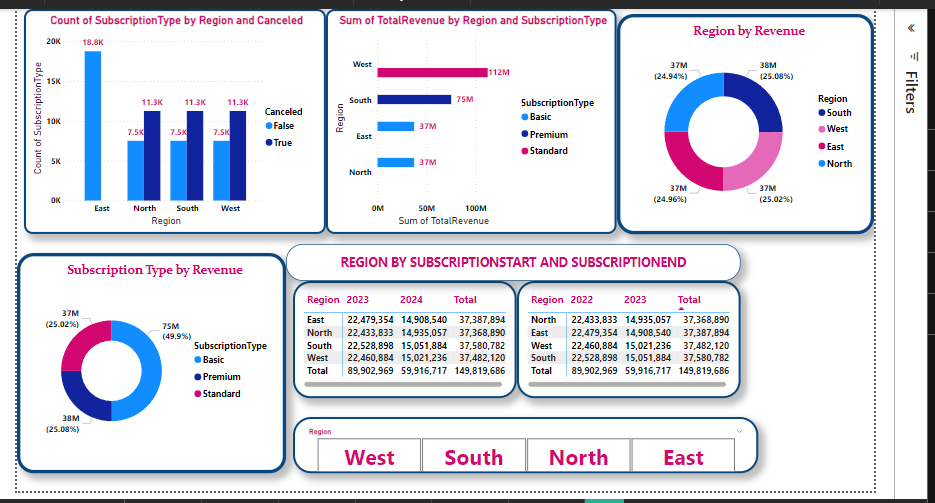 Count of SubscriptionType by Region and Canceled
20K
15K
10K
5K
0K
Count of SubscriptionType
18.8K
7.5K
11.3K
7.5K
11.3K
7.5K
11.3K
East
North
South
West
Region
Canceled
False
True
Sum of TotalRevenue by Region and SubscriptionType
Region
West
South
East
North
112M
75M
37M
37M
0M
50M
100M
Sum of TotalRevenue
SubscriptionType
Basic
Premium
Standard
Region by Revenue
37M
(24.94%)
38M
(25.08%)
37M
(24.96%)
37M
(25.02%)
Region
South
West
East
North
Filters
Subscription Type by Revenue
37M
(25.02%)
75M
(49.9%)
38M
(25.08%)
SubscriptionType
Basic
Premium
Standard
REGION BY SUBSCRIPTIONSTART AND SUBSCRIPTIONEND
Region 2023 2024 Total
East 22,479,354 14,908,540 37,387,894
North 22,433,833 14,935,057 37,368,890
South 22,528,898 15,051,884 37,580,782
West 22,460,884 15,021,236 37,482,120
Total 89,902,969 59,916,717 149,819,686
Region 2022 2023 Total
North 22,433,833 14,935,057 37,368,890
East 22,479,354 14,908,540 37,387,894
West 22,460,884 15,021,236 37,482,120
South 22,528,898 15,051,884 37,580,782
Total 89,902,969 59,916,717 149,819,686
Region
West
South
North
East